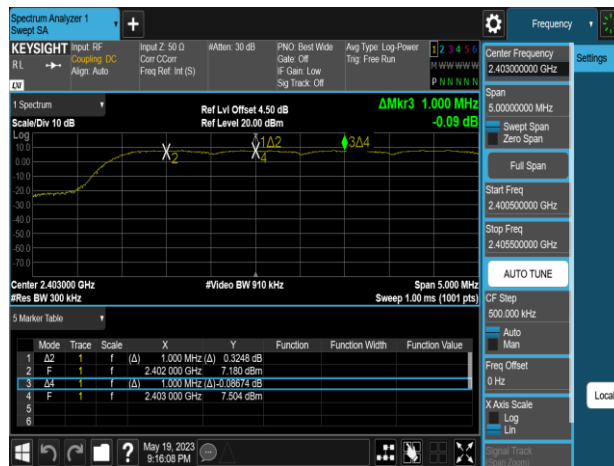 Spectrum Analyzer 1
Swept SA
Frequency
KEYSIGHT Input: RF Input Z: 50 Ω #Atten: 30 dB PNO: Best Wide Avg Type: Log-Power 1 2 3 4 5 6
RL Coupling: DC Corr CCorr Gate: Off Trig: Free Run M W W W W W
Align: Auto Freq Ref: Int (S) IF Gain: Low
Sig Track: Off P N N N N N
LXI
1 Spectrum
Ref Lvl Offset 4.50 dB ΔMkr3 1.000 MHz
Scale/Div 10 dB Ref Level 20.00 dBm -0.09 dB
Log
10.0
0.00
-10.0
-20.0
-30.0
-40.0
-50.0
-60.0
-70.0
2
1Δ2
4
3Δ4
Center 2.403000 GHz #Video BW 910 kHz Span 5.000 MHz
#Res BW 300 kHz Sweep 1.00 ms (1001 pts)
5 Marker Table
Mode Trace Scale X Y Function Function Width Function Value
1 Δ2 1 f (Δ) 1.000 MHz (Δ) 0.3248 dB
2 F 1 f 2.402 000 GHz 7.180 dBm
3 Δ4 1 f (Δ) 1.000 MHz (Δ) -0.08674 dB
4 F 1 f 2.403 000 GHz 7.504 dBm
5
6
May 19, 2023
9:16:08 PM
Center Frequency
2.403000000 GHz
Span
5.00000000 MHz
Swept Span
Zero Span
Full Span
Start Freq
2.400500000 GHz
Stop Freq
2.405500000 GHz
AUTO TUNE
CF Step
500.000 kHz
Auto
Man
Freq Offset
0 Hz
X Axis Scale
Log
Lin
Signal Track
(Span Zoom)
Settings
Local